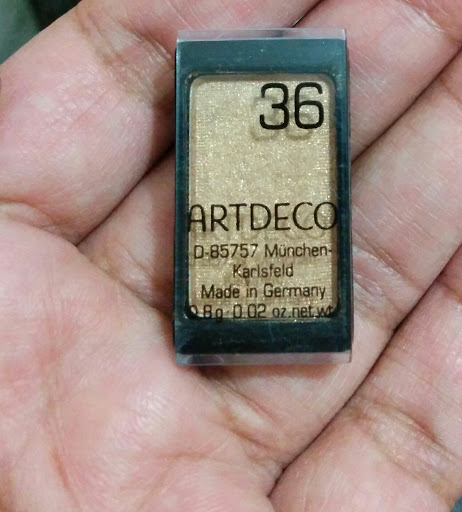 36
ARTDECO
D-85757 München-
Karlsfeld
Made in Germany
0.8g 0.02 oz.net.wt.